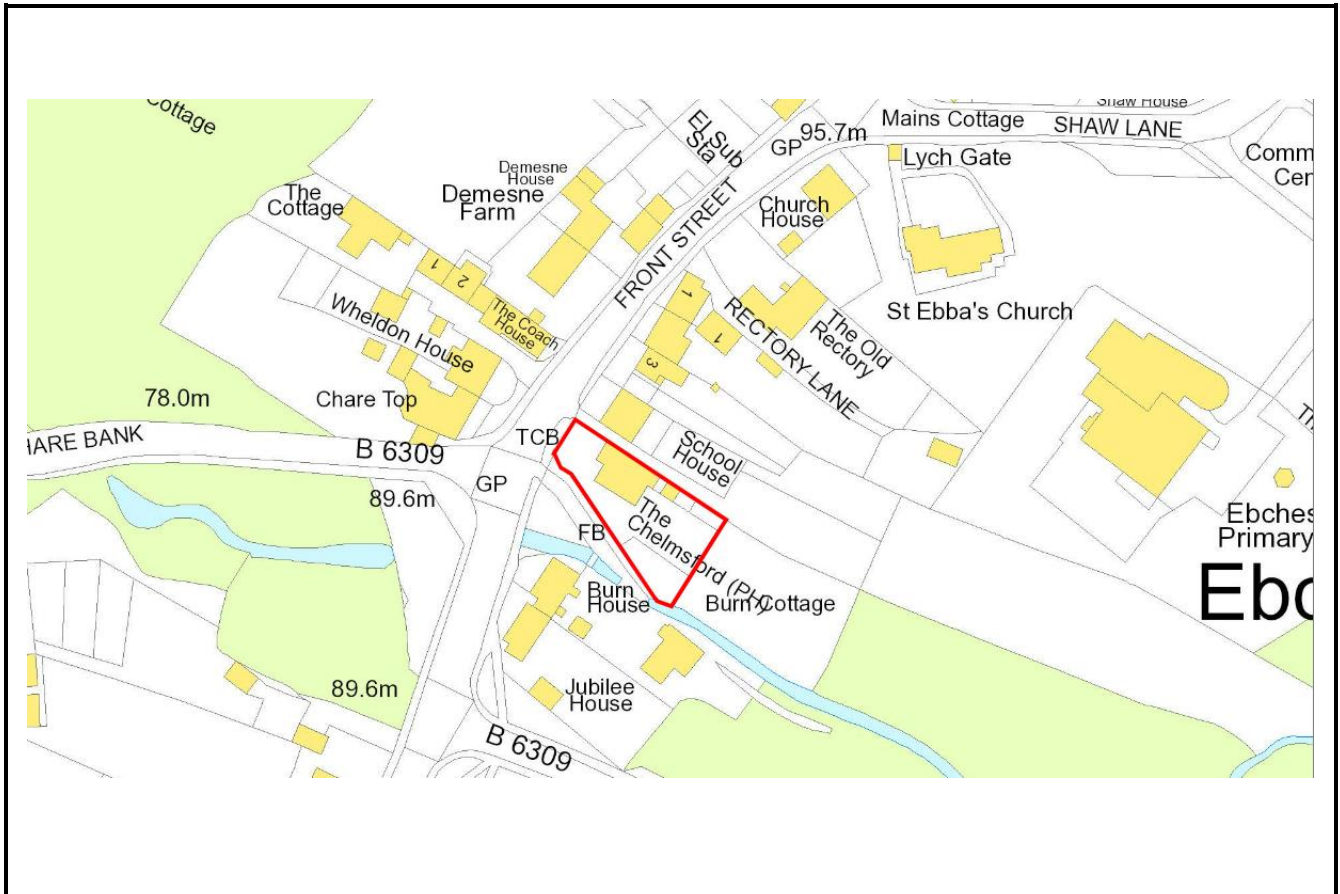 Cottage
Shaw House
El Sub
Sta
GP
95.7m
Mains Cottage
SHAW LANE
Lych Gate
Comm
Cen
Demesne
House
Demesne
Farm
The
Cottage
Church
House
FRONT STREET
1
2
The Coach
House
Wheldon House
1
1
3
RECTORY LANE
The Old
Rectory
St Ebba's Church
78.0m
Chare Top
HARE BANK
B 6309
TCB
School
House
89.6m
GP
The
Chelmsford (PH)
FB
Ebches
Primary
Ebc
Burn
House
Burn Cottage
89.6m
Jubilee
House
B 6309